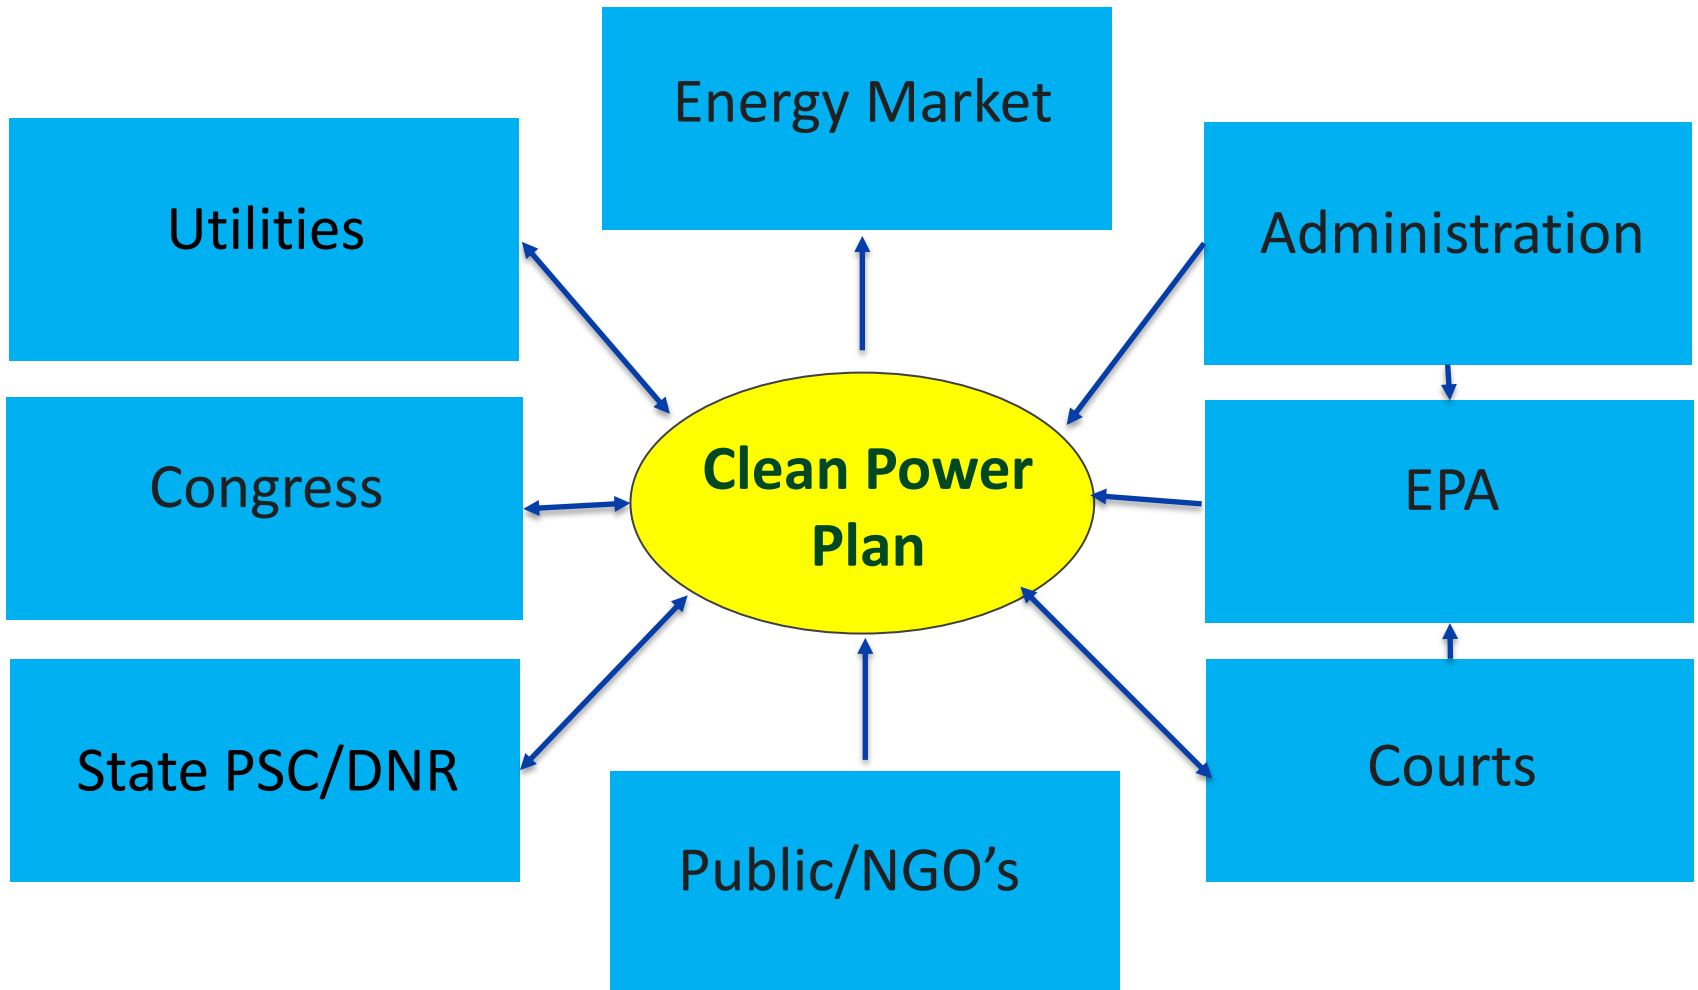 Energy Market
Utilities
Administration
Congress
Clean Power
Plan
EPA
State PSC/DNR
Public/NGO’s
Courts